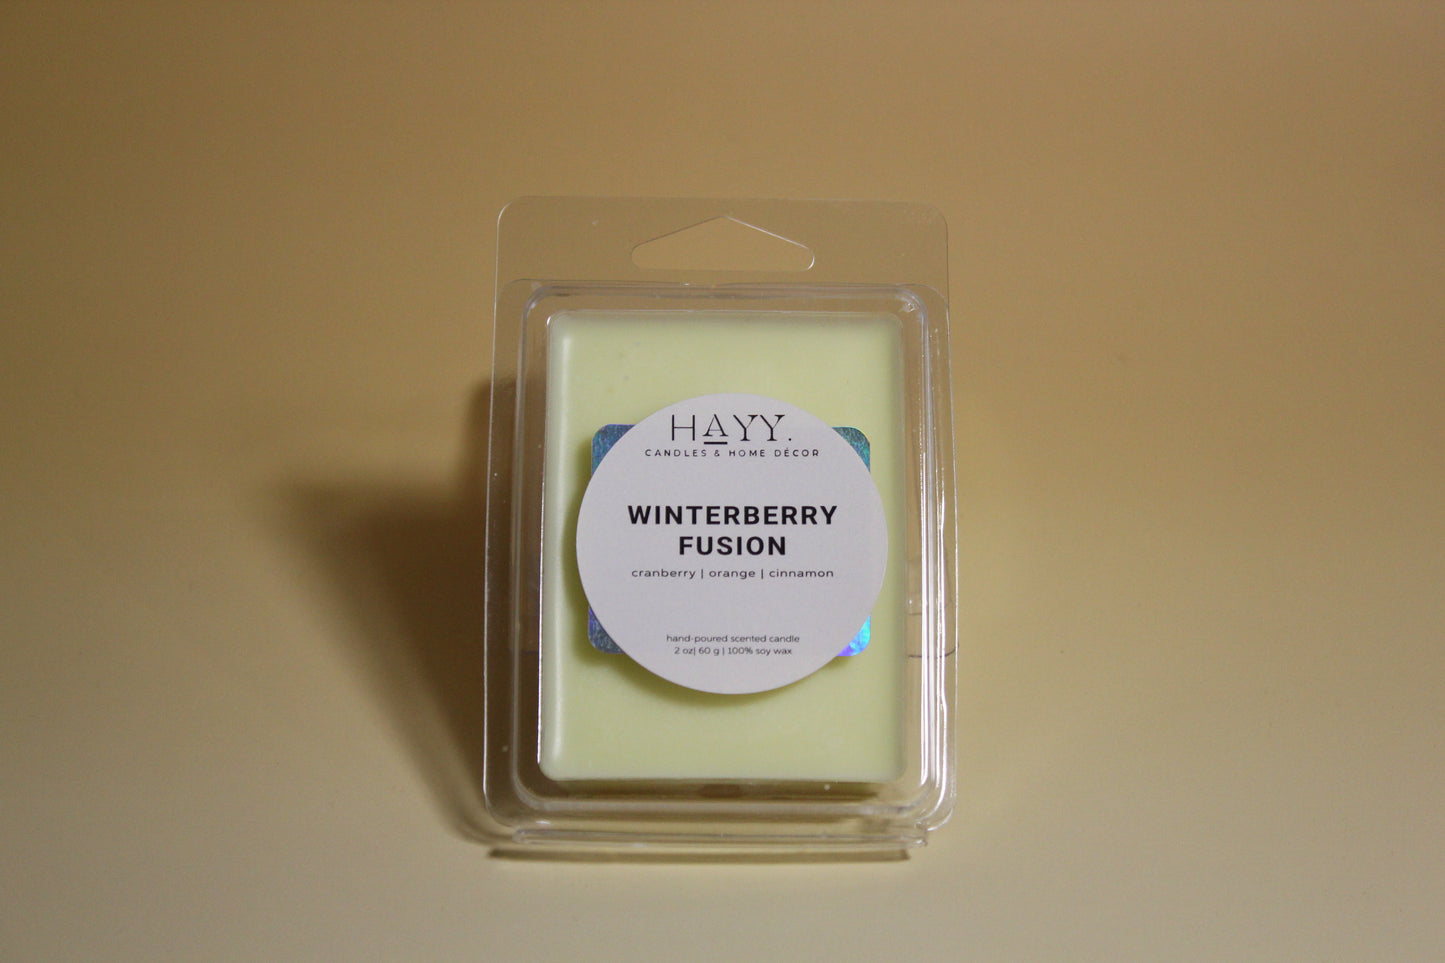 HAYY.
CANDLES & HOME DÉCOR
WINTERBERRY
FUSION
cranberry | orange | cinnamon
hand-poured scented candle
2 oz| 60 g | 100% soy wax